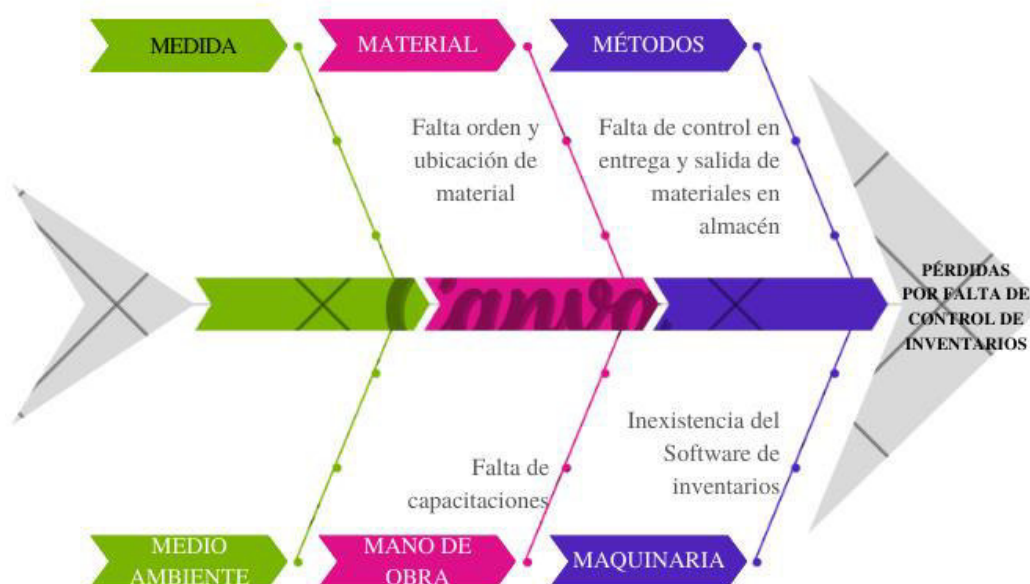 MEDIDA
MATERIAL
MÉTODOS
Falta orden y
ubicación de
material
Falta de control en
entrega y salida de
materiales en
almacén
Canva
PÉRDIDAS
POR FALTA DE
CONTROL DE
INVENTARIOS
Falta de
capacitaciones
Inexistencia del
Software de
inventarios
MEDIO
AMBIENTE
MANO DE
OBRA
MAQUINARIA